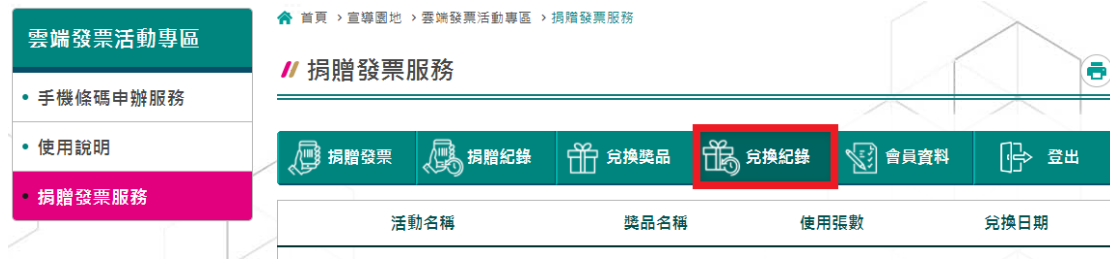 雲端發票活動專區
手機條碼申辦服務
使用說明
捐贈發票服務
首頁 > 宣導園地 > 雲端發票活動專區 > 捐贈發票服務
捐贈發票服務
捐贈發票 捐贈紀錄 兌換獎品 兌換紀錄 會員資料 登出
活動名稱 獎品名稱 使用張數 兌換日期